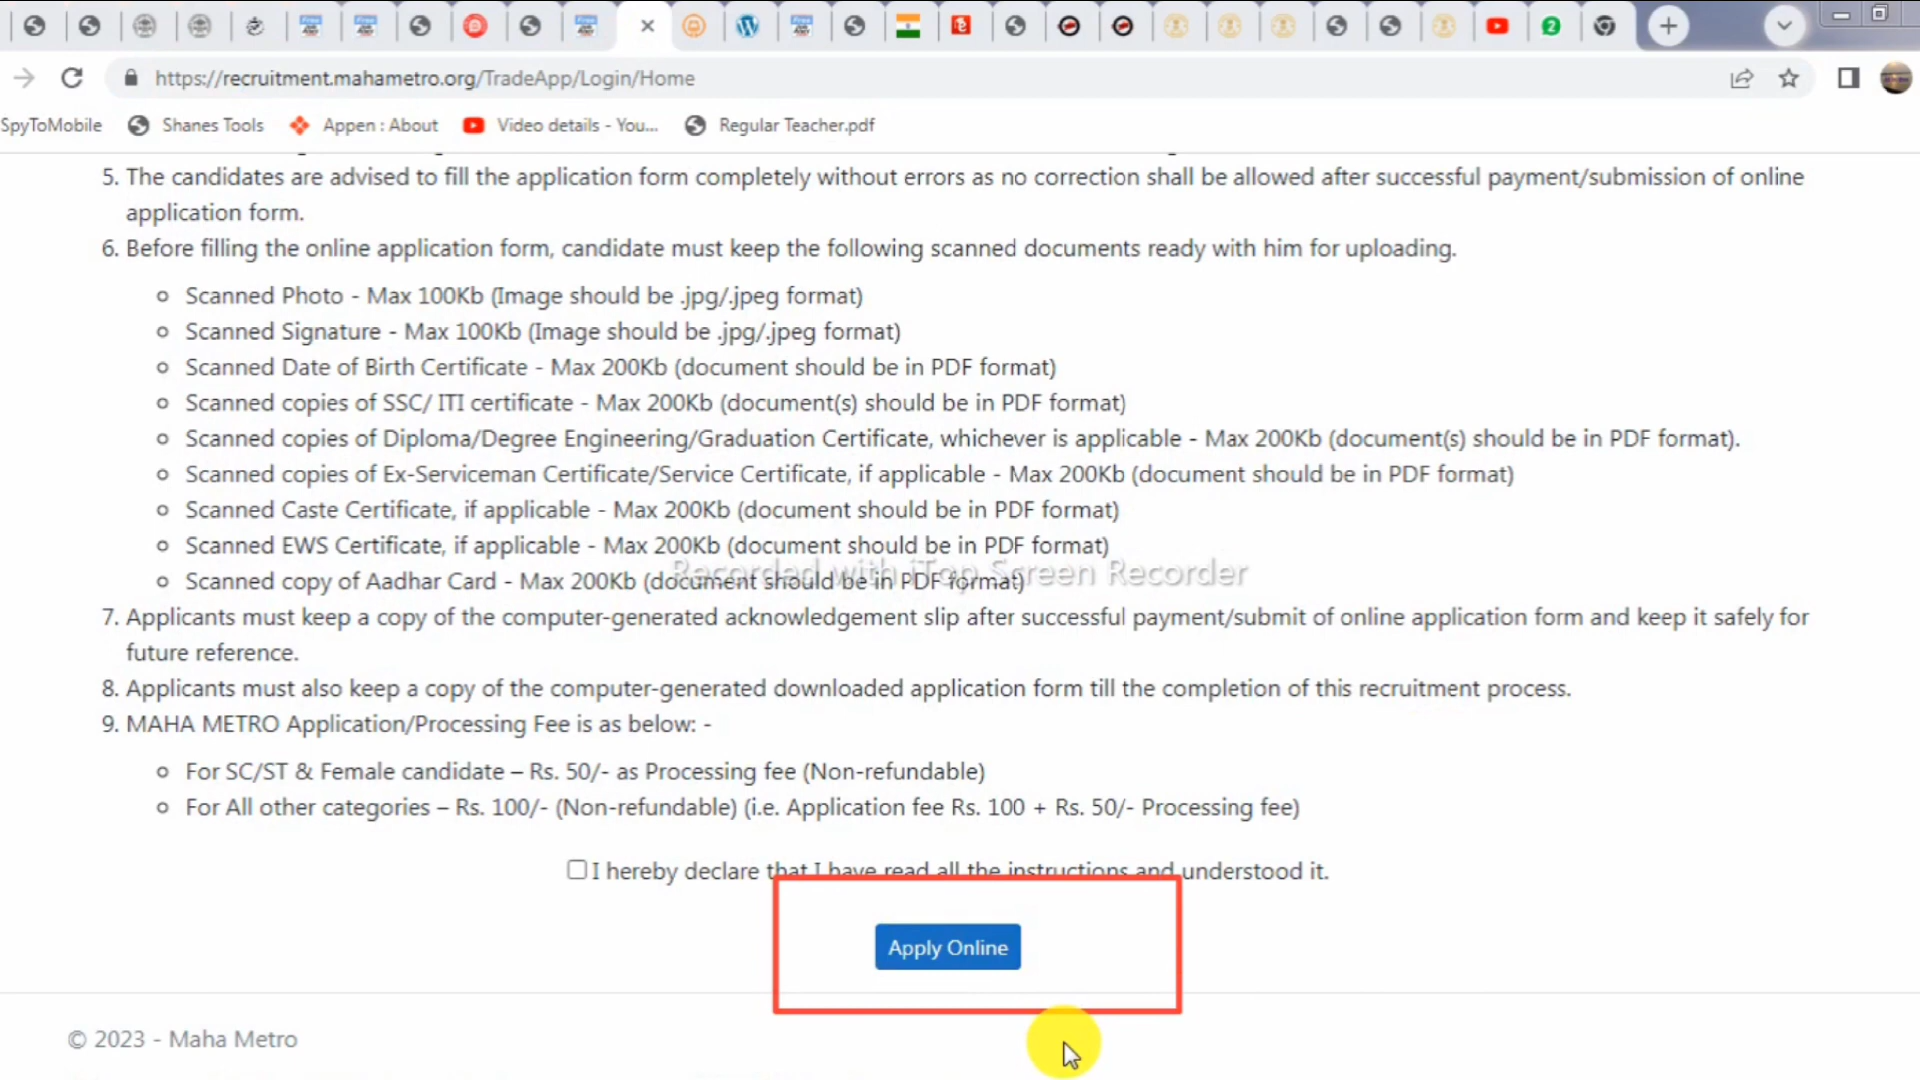 https://recruitment.mahametro.org/TradeApp/Login/Home
SpyToMobile Shanes Tools Appen : About Video details - You... Regular Teacher.pdf
5. The candidates are advised to fill the application form completely without errors as no correction shall be allowed after successful payment/submission of online
application form.
6. Before filling the online application form, candidate must keep the following scanned documents ready with him for uploading.
Scanned Photo - Max 100Kb (Image should be .jpg/.jpeg format)
Scanned Signature - Max 100Kb (Image should be .jpg/.jpeg format)
Scanned Date of Birth Certificate - Max 200Kb (document should be in PDF format)
Scanned copies of SSC/ ITI certificate - Max 200Kb (document(s) should be in PDF format)
Scanned copies of Diploma/Degree Engineering/Graduation Certificate, whichever is applicable - Max 200Kb (document(s) should be in PDF format).
Scanned copies of Ex-Serviceman Certificate/Service Certificate, if applicable - Max 200Kb (document should be in PDF format)
Scanned Caste Certificate, if applicable - Max 200Kb (document should be in PDF format)
Scanned EWS Certificate, if applicable - Max 200Kb (document should be in PDF format)
Scanned copy of Aadhar Card - Max 200Kb (document should be in PDF format)
Recorded with iTop Screen Recorder
7. Applicants must keep a copy of the computer-generated acknowledgement slip after successful payment/submit of online application form and keep it safely for
future reference.
8. Applicants must also keep a copy of the computer-generated downloaded application form till the completion of this recruitment process.
9. MAHA METRO Application/Processing Fee is as below: -
For SC/ST & Female candidate – Rs. 50/- as Processing fee (Non-refundable)
For All other categories – Rs. 100/- (Non-refundable) (i.e. Application fee Rs. 100 + Rs. 50/- Processing fee)
I hereby declare that I have read all the instructions and understood it.
Apply Online
© 2023 - Maha Metro